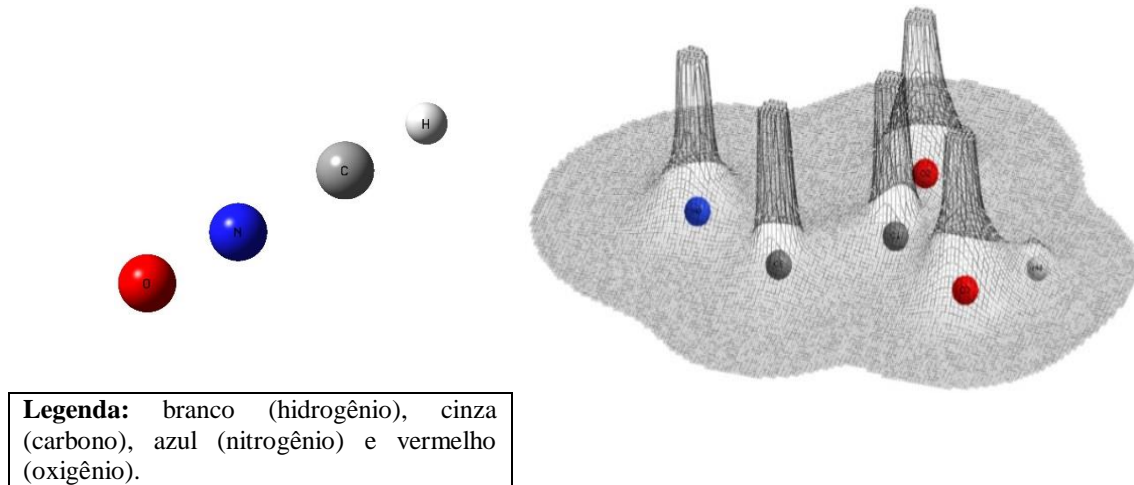 H
C
N
O
Legenda: branco (hidrogênio), cinza
(carbono), azul (nitrogênio) e vermelho
(oxigênio).